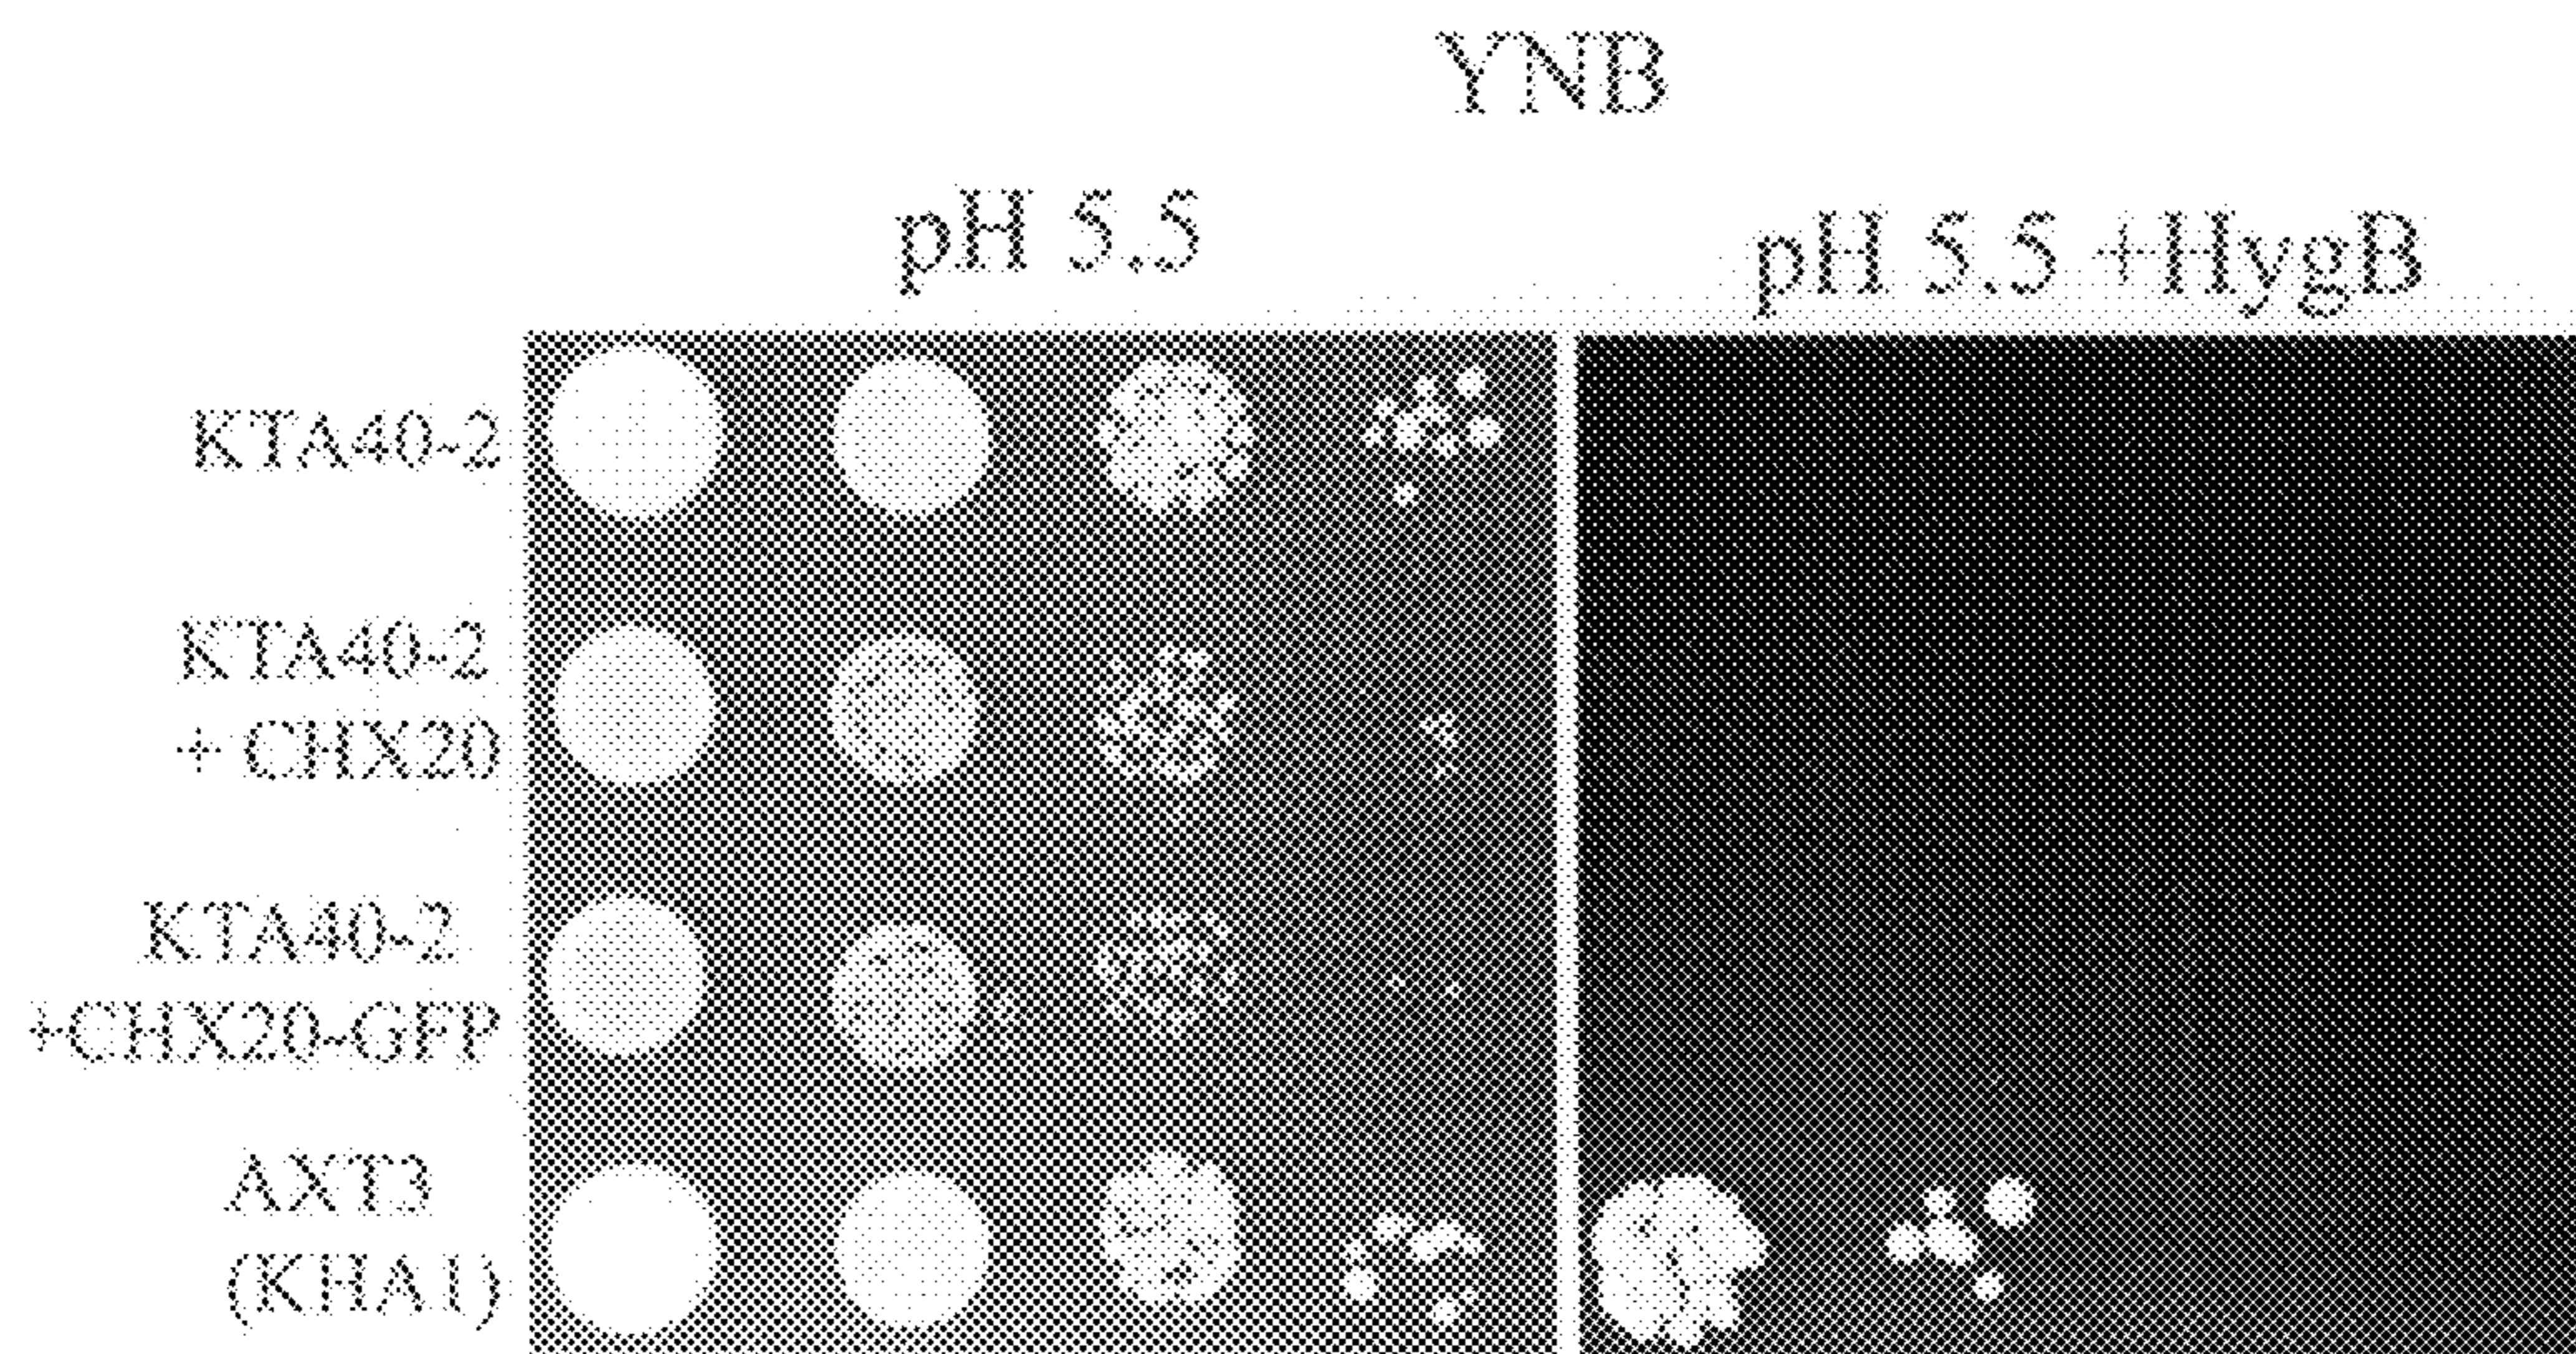 YNB
pH 5.5
pH 5.5 +HygB
KTA40-2
KTA40-2
+ CHX20
KTA40-2
+CHX20-GFP
AXT3
(KHA1)